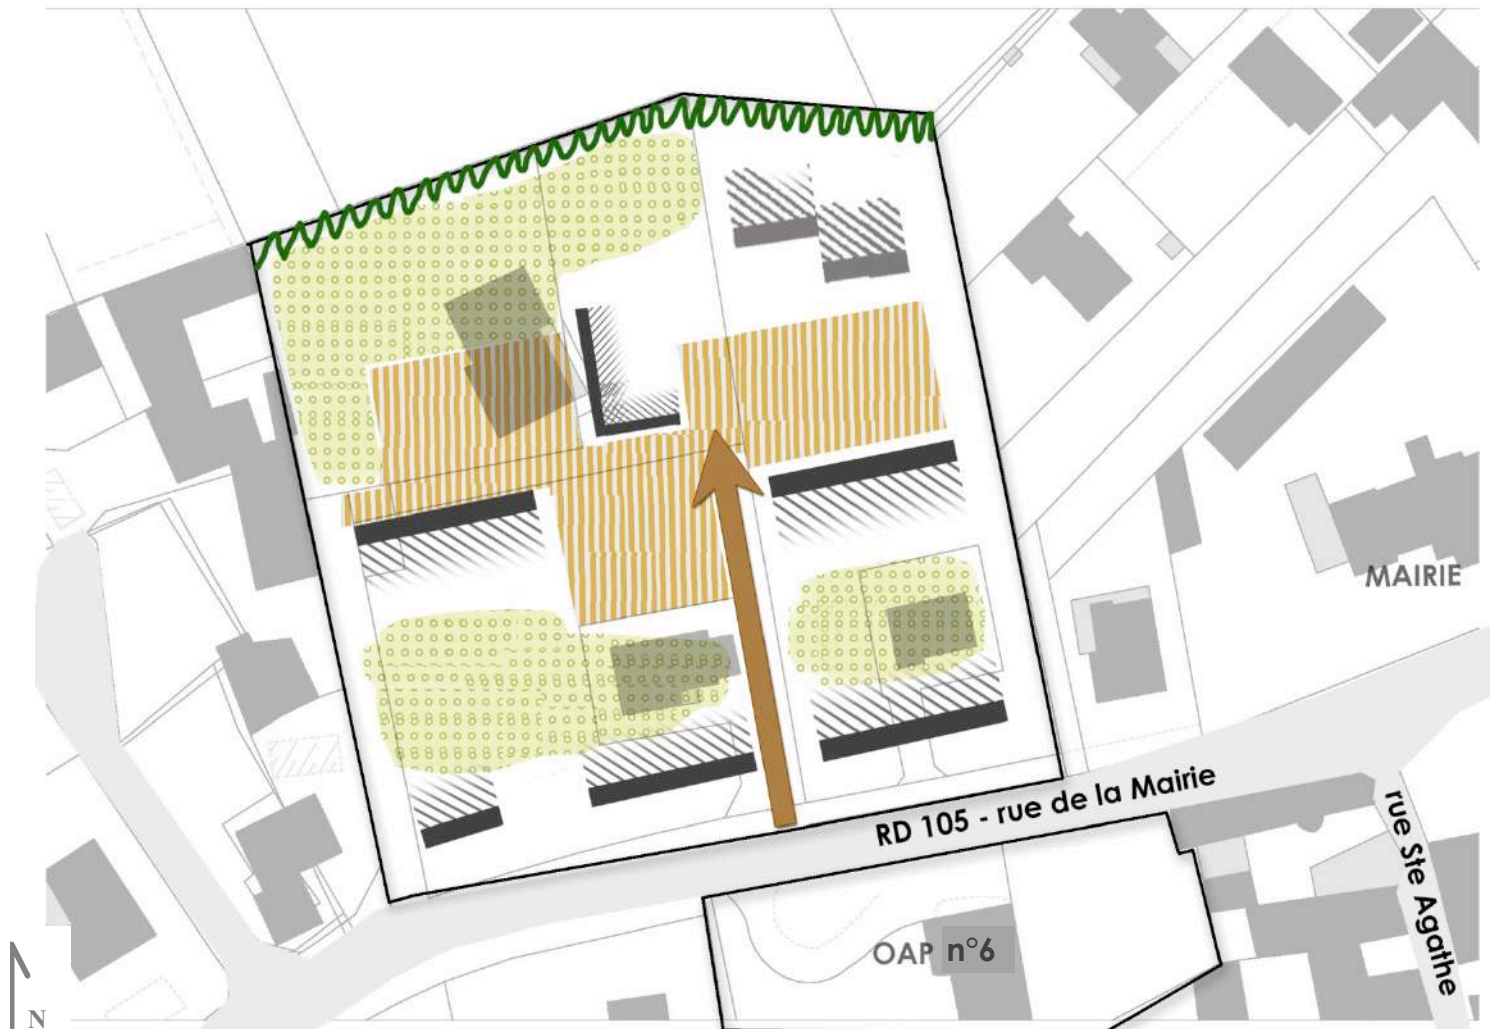 MAIRIE
RD 105 - rue de la Mairie
rue Ste Agathe
OAP n°6
N